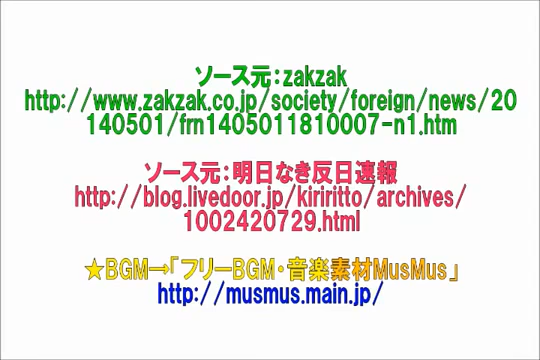 ソース元：zakzak
http://www.zakzak.co.jp/society/foreign/news/20
140501/frn1405011810007-n1.htm
ソース元：明日なき反日速報
http://blog.livedoor.jp/kiriritto/archives/
1002420729.html
★BGM→「フリーBGM・音楽素材MusMus」
http://musmus.main.jp/